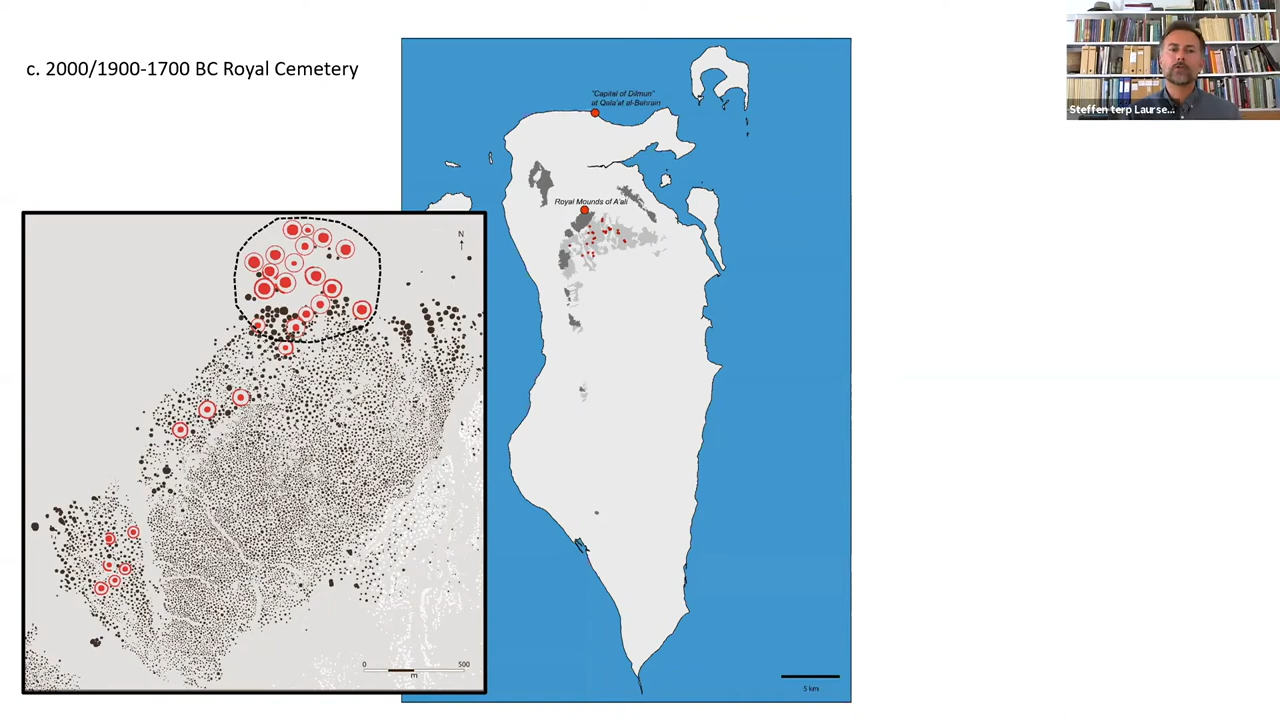 c. 2000/1900-1700 BC Royal Cemetery
Steffen terp Laurse...
"Capital of Dilmun"
at Qala'at al-Bahrain
Royal Mounds of A'ali
N
0 500
m
5 km